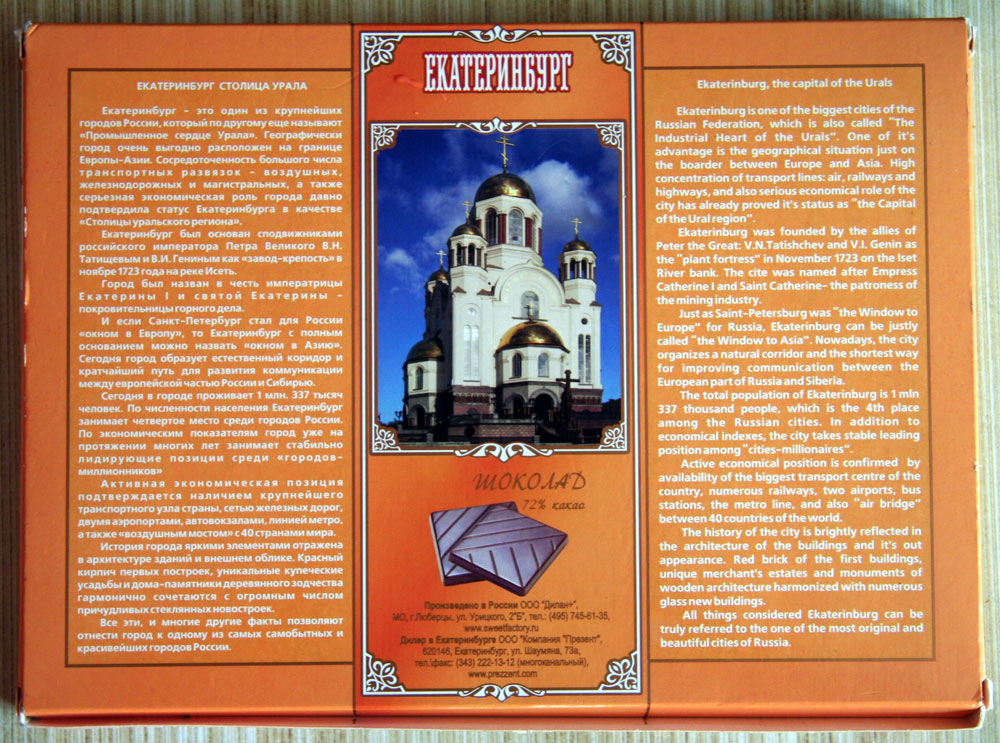 ЕКАТЕРИНБУРГ СТОЛИЦА УРАЛА
Екатеринбург – это один из крупнейших
городов России, который по другому еще называют
«Промышленное сердце Урала». Географически
город очень выгодно расположен на границе
Европы–Азии. Сосредоточенность большого числа
транспортных развязок – воздушных,
железнодорожных и магистральных, а также
серьезная экономическая роль города давно
подтвердила статус Екатеринбурга в качестве
«Столицы уральского региона».
Екатеринбург был основан сподвижниками
российского императора Петра Великого В.Н.
Татищевым и В.И. Гениным как «завод–крепость» в
ноябре 1723 года на реке Исеть.
Город был назван в честь императрицы
Екатерины I и святой Екатерины –
покровительницы горного дела.
И если Санкт–Петербург стал для России
«окном в Европу», то Екатеринбург с полным
основанием можно назвать «окном в Азию».
Сегодня город образует естественный коридор и
кратчайший путь для развития коммуникации
между европейской частью России и Сибирью.
Сегодня в городе проживает 1 млн. 337 тысяч
человек. По численности населения Екатеринбург
занимает четвертое место среди городов России.
По экономическим показателям город уже на
протяжении многих лет занимает стабильно
лидирующие позиции среди «городов–
миллионников»
Активная экономическая позиция
подтверждается наличием крупнейшего
транспортного узла страны, сетью железных дорог,
двумя аэропортами, автовокзалами, линией метро,
а также «воздушным мостом» с 40 странами мира.
История города яркими элементами отражена
в архитектуре зданий и внешнем облике. Красный
кирпич первых построек, уникальные купеческие
усадьбы и дома–памятники деревянного зодчества
гармонично сочетаются с огромным числом
причудливых стеклянных новостроек.
Все эти, и многие другие факты позволяют
отнести город к одному из самых самобытных и
красивейших городов России.
ЕКАТЕРИНБУРГ
ШОКОЛАД
72% какао
Произведено в России ООО "Дилан+",
МО, г.Люберцы, ул. Урицкого, 2"Б", тел.: (495) 745-61-35,
www.sweetfactory.ru
Дилер в Екатеринбурге ООО "Компания "Презент",
620146, Екатеринбург, ул. Шаумяна, 73а,
тел.\факс: (343) 222-13-12 (многоканальный),
www.prezzent.com
Ekaterinburg, the capital of the Urals
Ekaterinburg is one of the biggest cities of the
Russian Federation, which is also called “The
Industrial Heart of the Urals”. One of it's
advantage is the geographical situation just on
the boarder between Europe and Asia. High
concentration of transport lines: air, railways and
highways, and also serious economical role of the
city has already proved it's status as “the Capital
of the Ural region”.
Ekaterinburg was founded by the allies of
Peter the Great: V.N.Tatishchev and V.I. Genin as
the “plant fortress” in November 1723 on the Iset
River bank. The cite was named after Empress
Catherine I and Saint Catherine– the patroness of
the mining industry.
Just as Saint–Petersburg was “the Window to
Europe” for Russia, Ekaterinburg can be justly
called “the Window to Asia”. Nowadays, the city
organizes a natural corridor and the shortest way
for improving communication between the
European part of Russia and Siberia.
The total population of Ekaterinburg is 1 mln
337 thousand people, which is the 4th place
among the Russian cities. In addition to
economical indexes, the city takes stable leading
position among “cities–millionaires”.
Active economical position is confirmed by
availability of the biggest transport centre of the
country, numerous railways, two airports, bus
stations, the metro line, and also “air bridge”
between 40 countries of the world.
The history of the city is brightly reflected in
the architecture of the buildings and it's out
appearance. Red brick of the first buildings,
unique merchant's estates and monuments of
wooden architecture harmonized with numerous
glass new buildings.
All things considered Ekaterinburg can be
truly referred to the one of the most original and
beautiful cities of Russia.